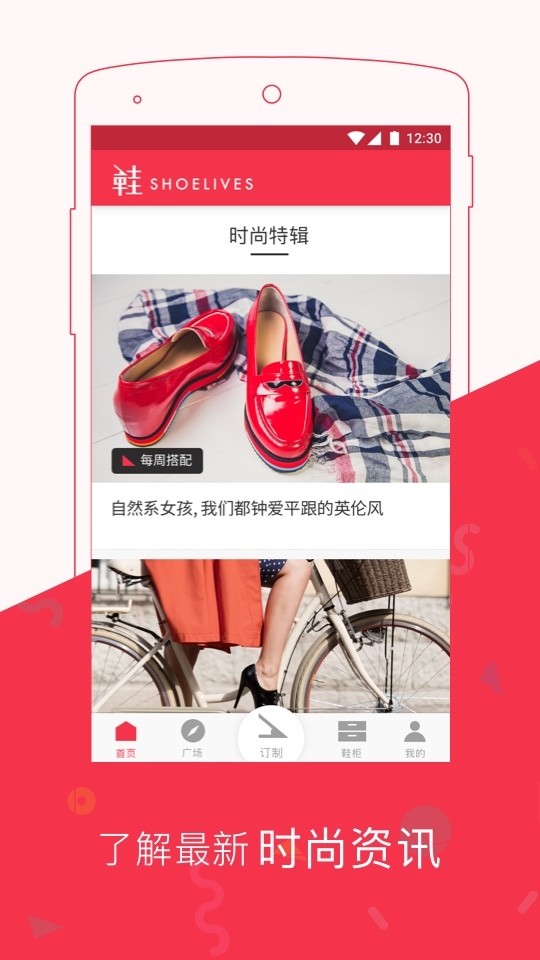 12:30
鞋 SHOELIVES
时尚特辑
每周搭配
自然系女孩, 我们都钟爱平跟的英伦风
首页 广场 订制 鞋柜 我的
了解最新时尚资讯